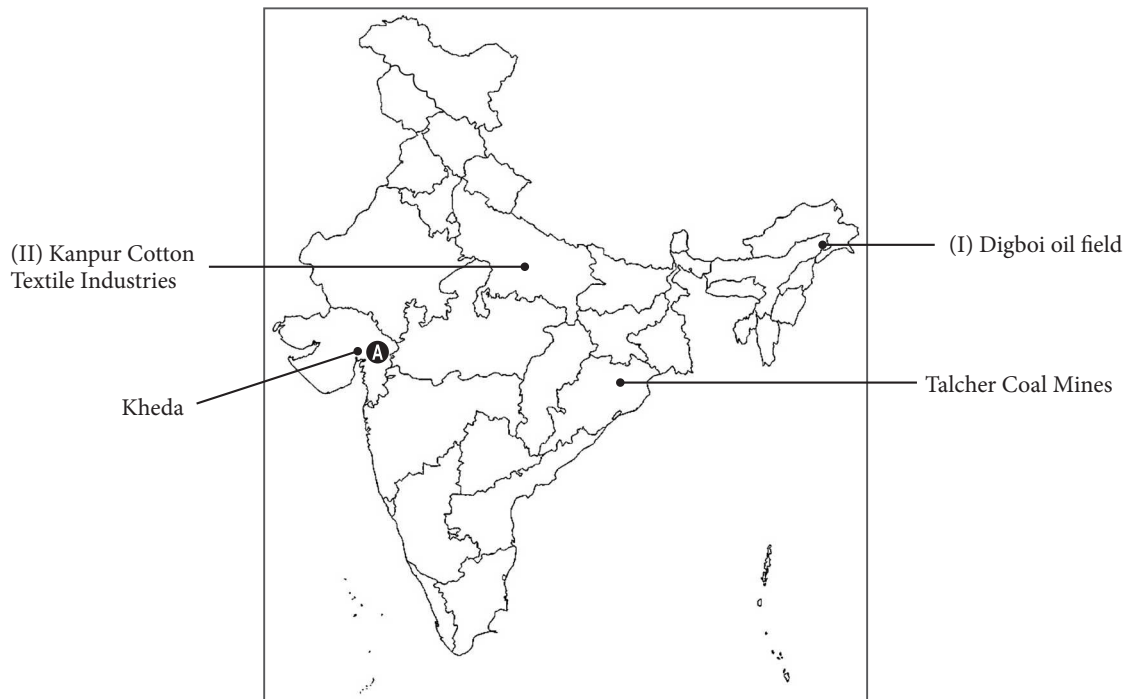 (II) Kanpur Cotton
Textile Industries
(I) Digboi oil field
A
Kheda
Talcher Coal Mines